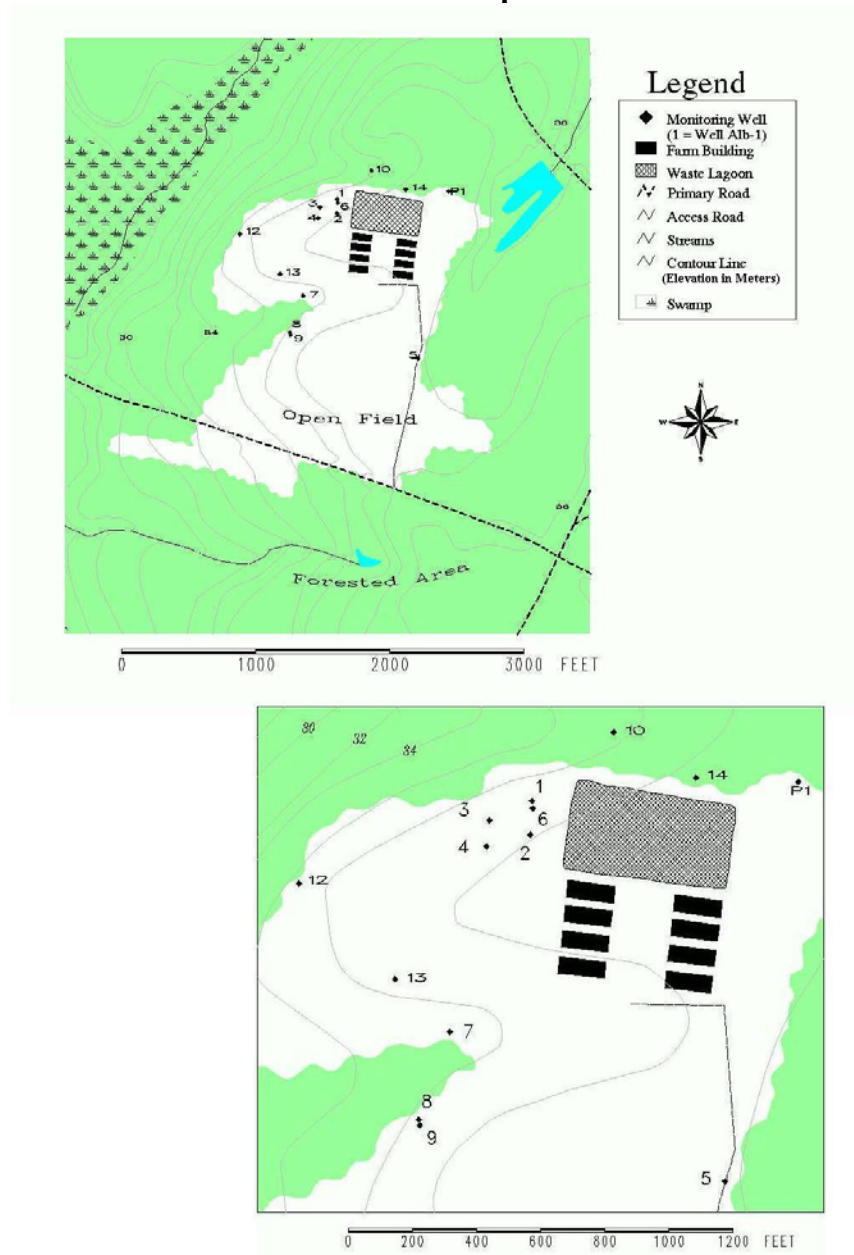 Legend
Monitoring Well
(1 = Well Alb-1)
Farm Building
Waste Lagoon
Primary Road
Access Road
Streams
Contour Line
(Elevation in Meters)
Swamp
10
14
P1
1
3
6
4
2
12
13
7
8
9
5
30
34
Open Field
Forested Area
N
W
E
S
0 1000 2000 3000 FEET
30
32
34
10
14
P1
1
3
6
4
2
12
13
7
8
9
5
0 200 400 600 800 1000 1200 FEET